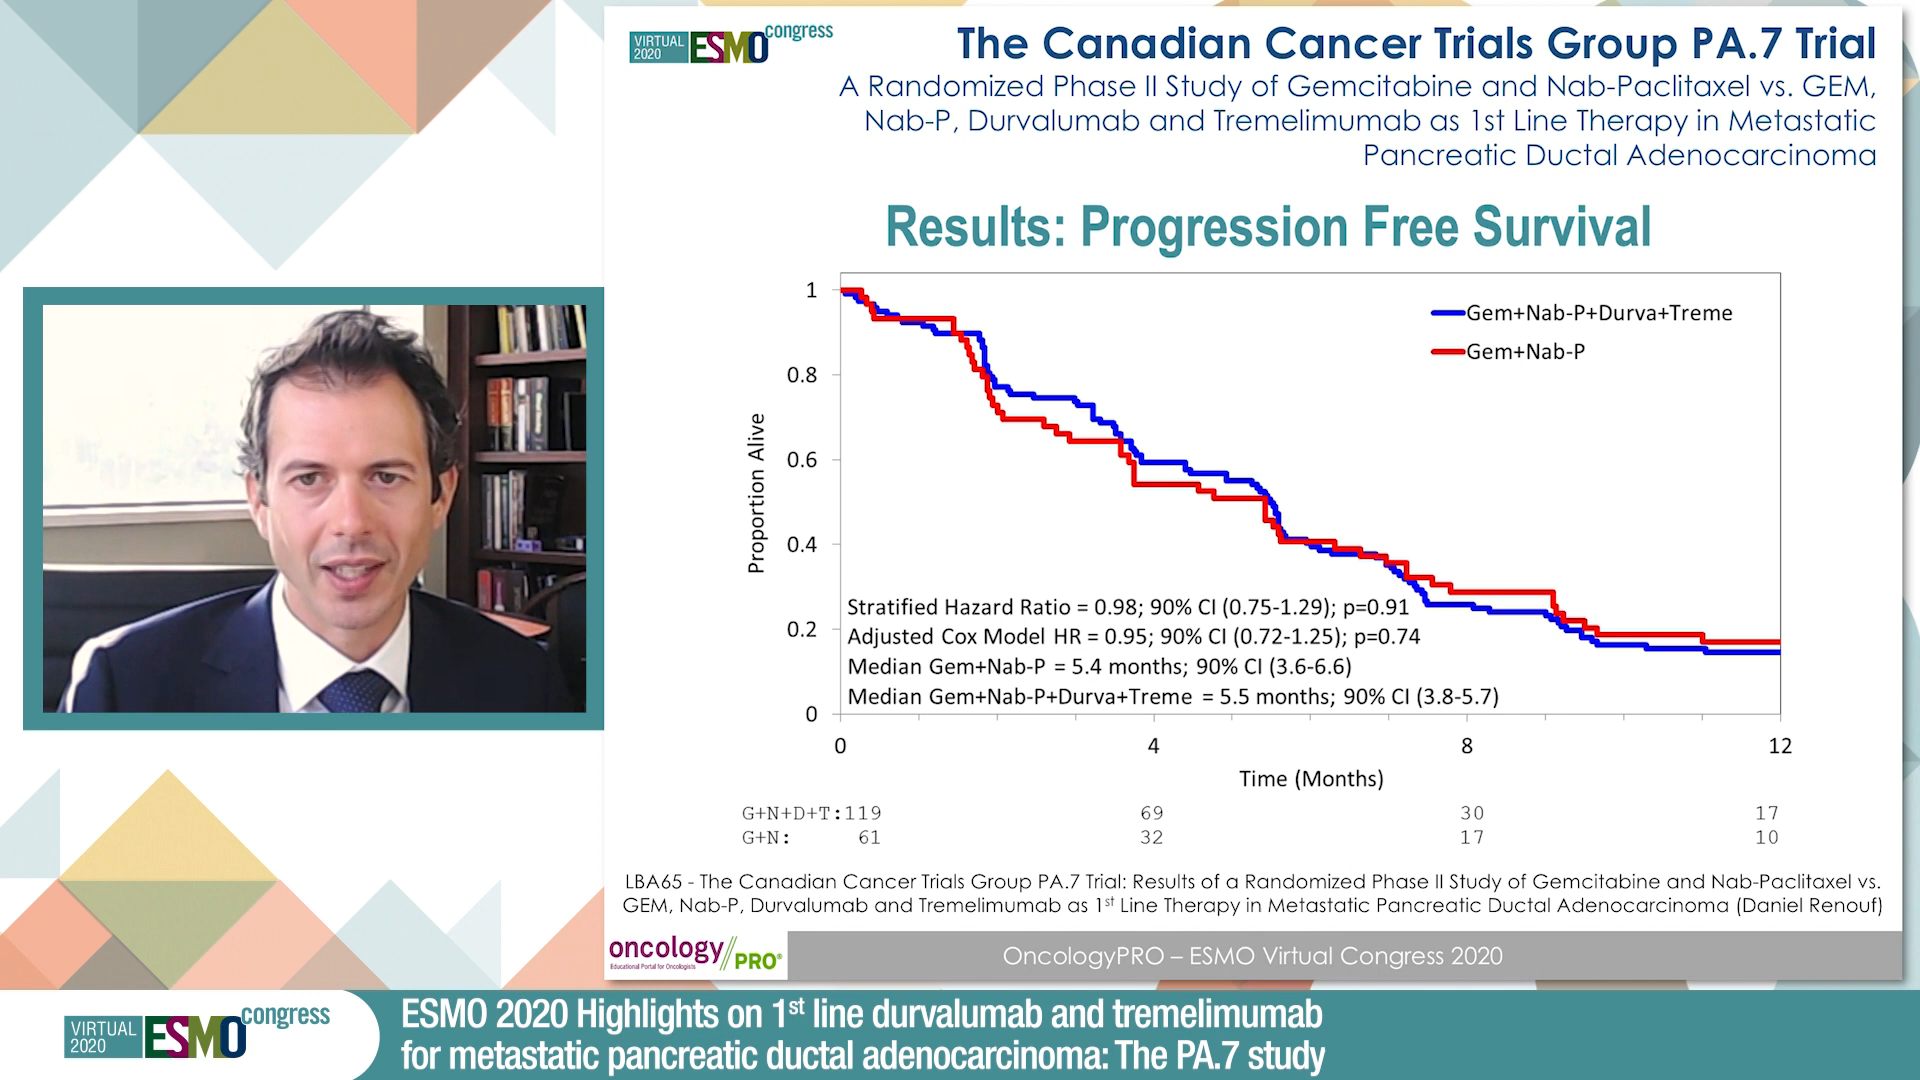 VIRTUAL
2020
ESMO
congress
The Canadian Cancer Trials Group PA.7 Trial
A Randomized Phase II Study of Gemcitabine and Nab-Paclitaxel vs. GEM,
Nab-P, Durvalumab and Tremelimumab as 1st Line Therapy in Metastatic
Pancreatic Ductal Adenocarcinoma
Results: Progression Free Survival
Proportion Alive
1
0.8
0.6
0.4
0.2
0
Gem+Nab-P+Durva+Treme
Gem+Nab-P
Stratified Hazard Ratio = 0.98; 90% CI (0.75-1.29); p=0.91
Adjusted Cox Model HR = 0.95; 90% CI (0.72-1.25); p=0.74
Median Gem+Nab-P = 5.4 months; 90% CI (3.6-6.6)
Median Gem+Nab-P+Durva+Treme = 5.5 months; 90% CI (3.8-5.7)
0 4 8 12
Time (Months)
G+N+D+T:119 69 30 17
G+N: 61 32 17 10
LBA65 - The Canadian Cancer Trials Group PA.7 Trial: Results of a Randomized Phase II Study of Gemcitabine and Nab-Paclitaxel vs.
GEM, Nab-P, Durvalumab and Tremelimumab as 1st Line Therapy in Metastatic Pancreatic Ductal Adenocarcinoma (Daniel Renouf)
oncology//PRO®
Educational Portal for Oncologists
OncologyPRO – ESMO Virtual Congress 2020
VIRTUAL
2020
ESMO
congress
ESMO 2020 Highlights on 1st line durvalumab and tremelimumab
for metastatic pancreatic ductal adenocarcinoma: The PA.7 study